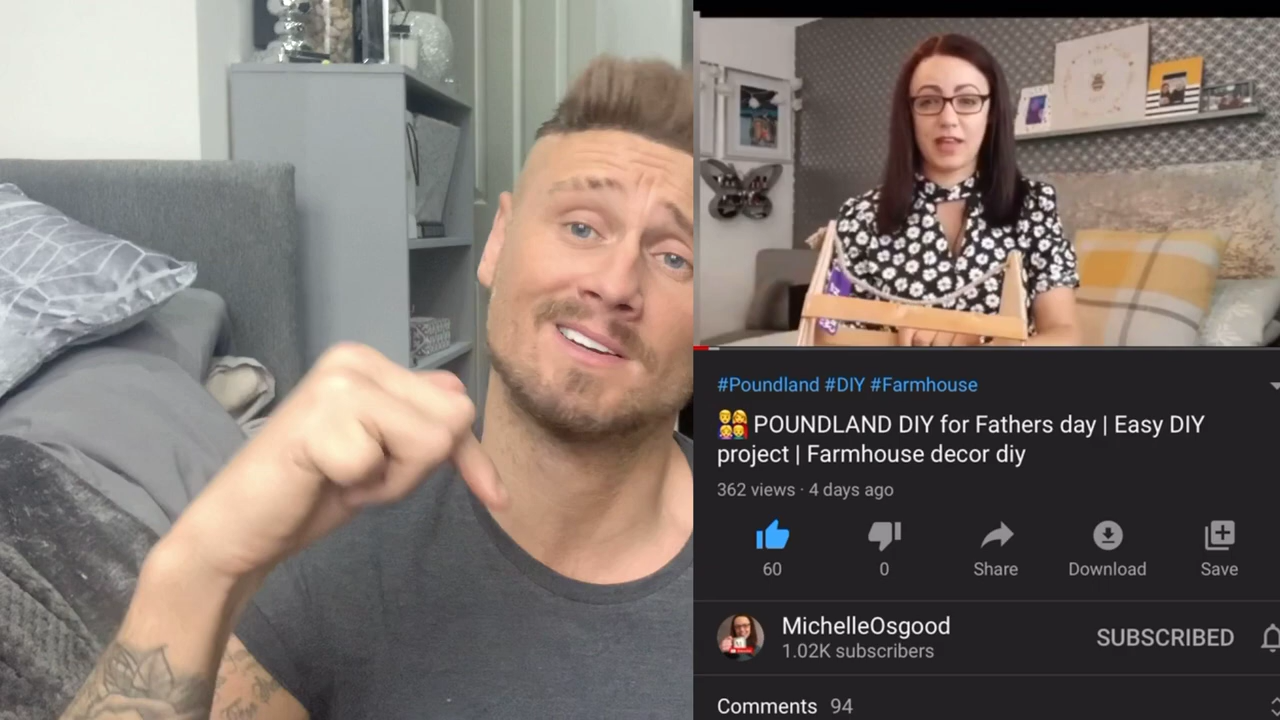 #Poundland #DIY #Farmhouse
POUNDLAND DIY for Fathers day | Easy DIY
project | Farmhouse decor diy
362 views · 4 days ago
60
0
Share
Download
Save
MichelleOsgood
1.02K subscribers
SUBSCRIBED
Comments 94